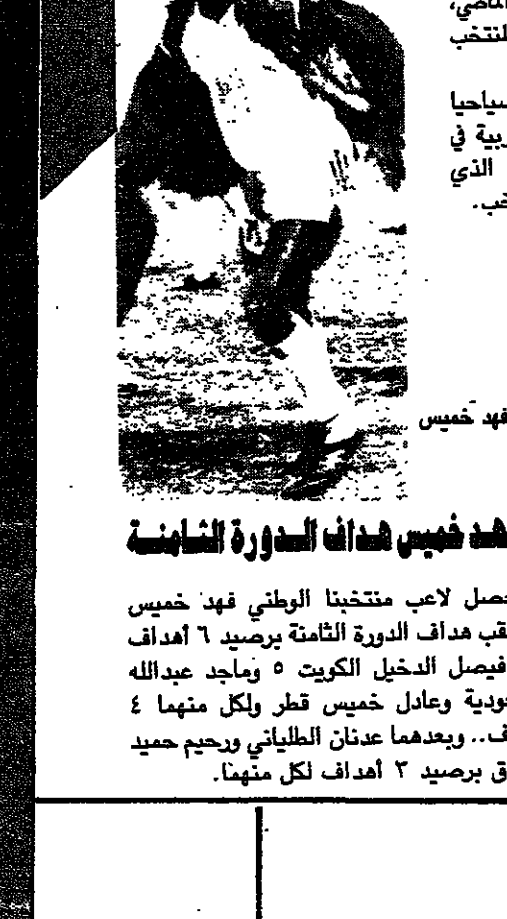 الماضي،
لمنتخب
سياحيا
ربية في
الذي
خب.
فهد خميس
هد خميس هداف الدورة الثامنة
حصل لاعب منتخبنا الوطني فهد خميس
قب هداف الدورة الثامنة برصيد ٦ أهداف
فيصل الدخيل الكويت ٥ وماجد عبدالله
ودية وعادل خميس قطر ولكل منهما ٤
ف.. وبعدهما عدنان الطلياني ورحيم حميد
ق برصيد ٣ أهداف لكل منهما.